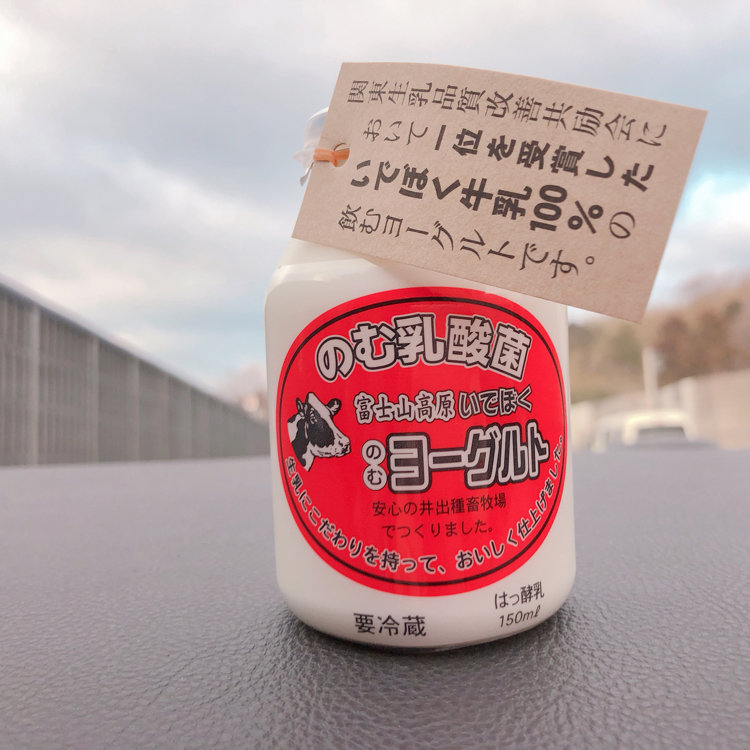 関東生乳品質改善共励会に
おいて一位を受賞した
いでぼく牛乳100%の
飲むヨーグルトです。
のむ乳酸菌
富士山高原いでぼく
のむ
ヨーグルト
安心の井出種畜牧場
でつくりました。
生乳にこだわりを持って、おいしく仕上げました。
はっ酵乳
150mℓ
要冷蔵